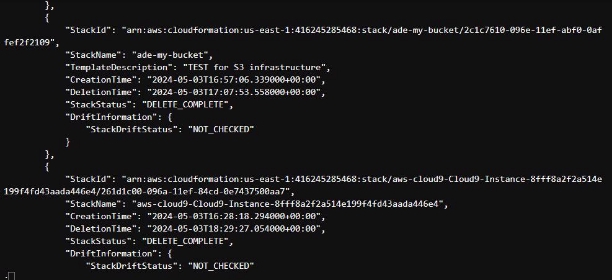 },
{
"StackId": "arn:aws:cloudformation:us-east-1:416245285468:stack/ade-my-bucket/2c1c7610-096e-11ef-abf0-0af
fef2f2109",
"StackName": "ade-my-bucket",
"TemplateDescription": "TEST for S3 infrastructure",
"CreationTime": "2024-05-03T16:57:06.339000+00:00",
"DeletionTime": "2024-05-03T17:07:53.558000+00:00",
"StackStatus": "DELETE_COMPLETE",
"DriftInformation": {
"StackDriftStatus": "NOT_CHECKED"
}
},
{
"StackId": "arn:aws:cloudformation:us-east-1:416245285468:stack/aws-cloud9-Cloud9-Instance-8fff8a2f2a514e
199f4fd43aada446e4/261d1c00-096a-11ef-84cd-0e7437500aa7",
"StackName": "aws-cloud9-Cloud9-Instance-8fff8a2f2a514e199f4fd43aada446e4",
"CreationTime": "2024-05-03T16:28:18.294000+00:00",
"DeletionTime": "2024-05-03T18:29:27.054000+00:00",
"StackStatus": "DELETE_COMPLETE",
"DriftInformation": {
"StackDriftStatus": "NOT_CHECKED"
: